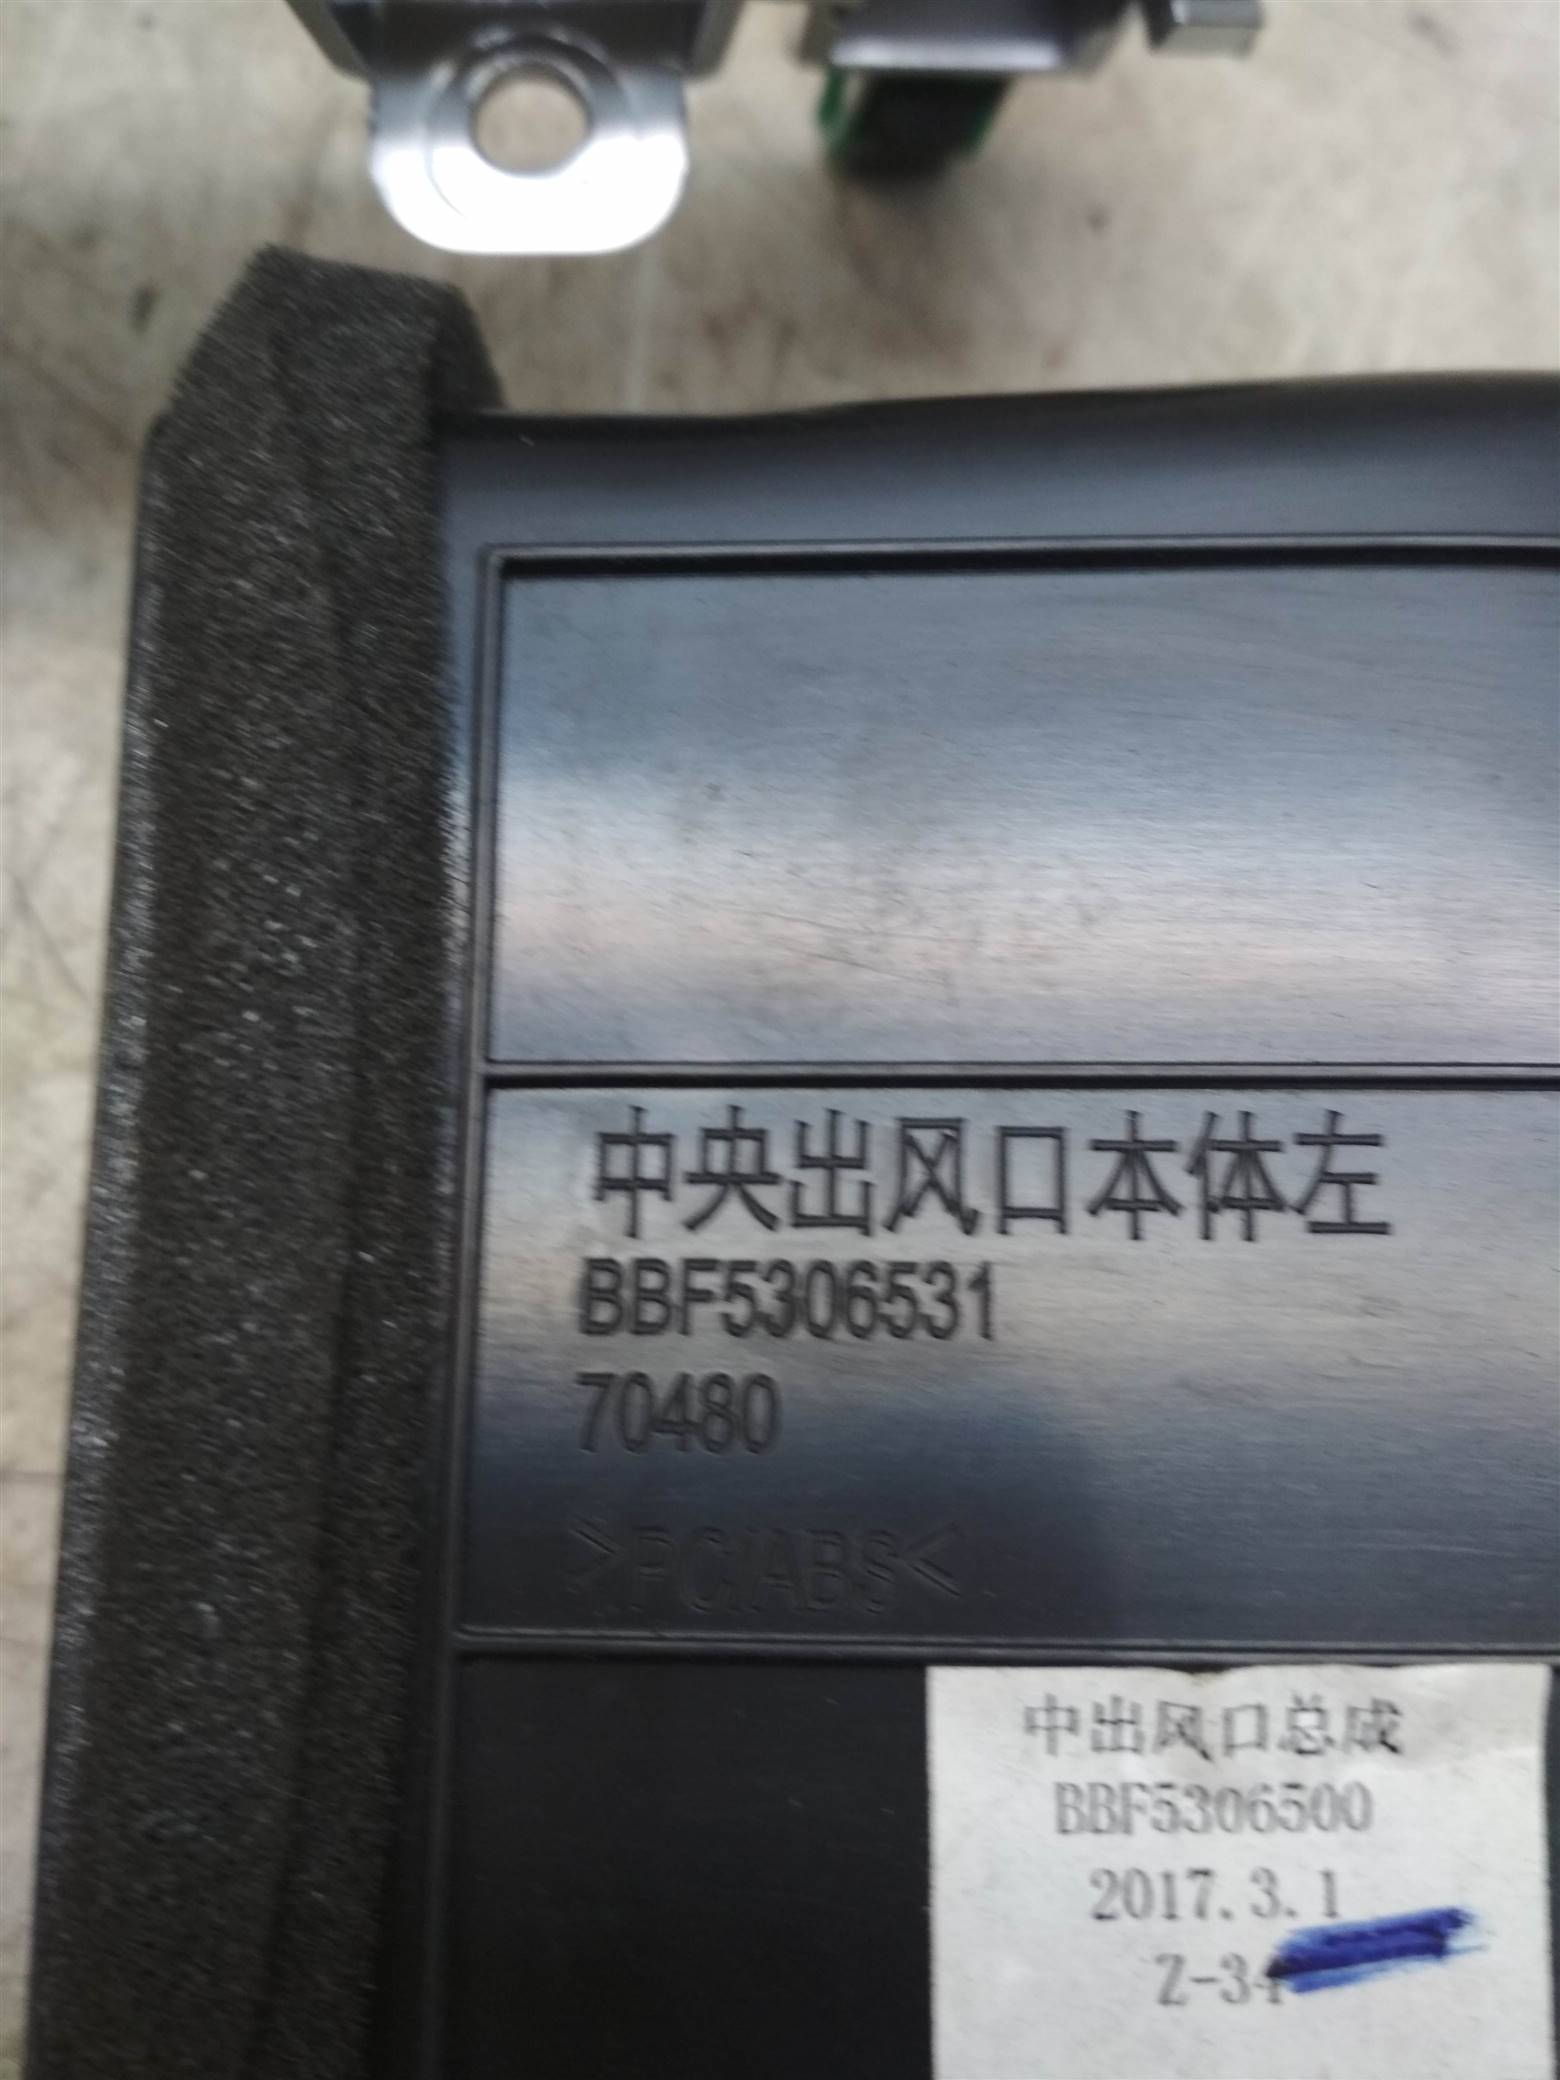 中央出风口本体左
BBF5306531
70480
>PC/ABS<
中出风口总成
BBF5306500
2017.3.1
Z-34